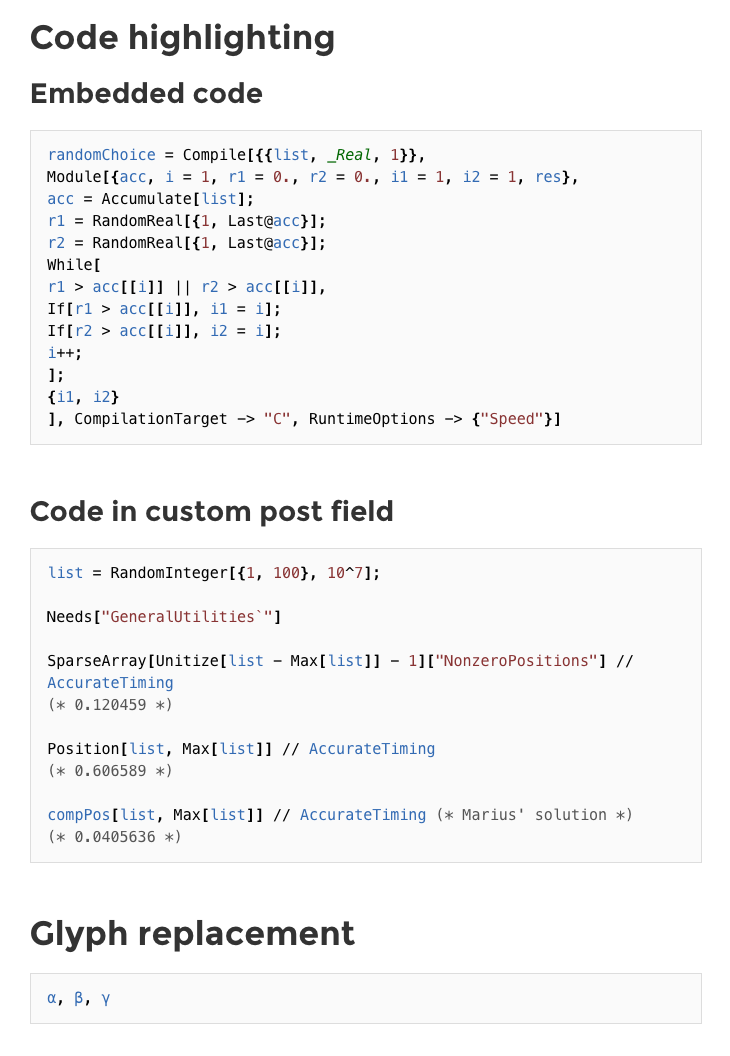 Code highlighting
Embedded code
randomChoice = Compile[{{list, _Real, 1}},
Module[{acc, i = 1, r1 = 0., r2 = 0., i1 = 1, i2 = 1, res},
acc = Accumulate[list];
r1 = RandomReal[{1, Last@acc}];
r2 = RandomReal[{1, Last@acc}];
While[
r1 > acc[[i]] || r2 > acc[[i]],
If[r1 > acc[[i]], i1 = i];
If[r2 > acc[[i]], i2 = i];
i++;
];
{i1, i2}
], CompilationTarget -> "C", RuntimeOptions -> {"Speed"}]
Code in custom post field
list = RandomInteger[{1, 100}, 10^7];
Needs["GeneralUtilities`"]
SparseArray[Unitize[list - Max[list]] - 1]["NonzeroPositions"] //
AccurateTiming
(* 0.120459 *)
Position[list, Max[list]] // AccurateTiming
(* 0.606589 *)
compPos[list, Max[list]] // AccurateTiming (* Marius' solution *)
(* 0.0405636 *)
Glyph replacement
α, β, γ